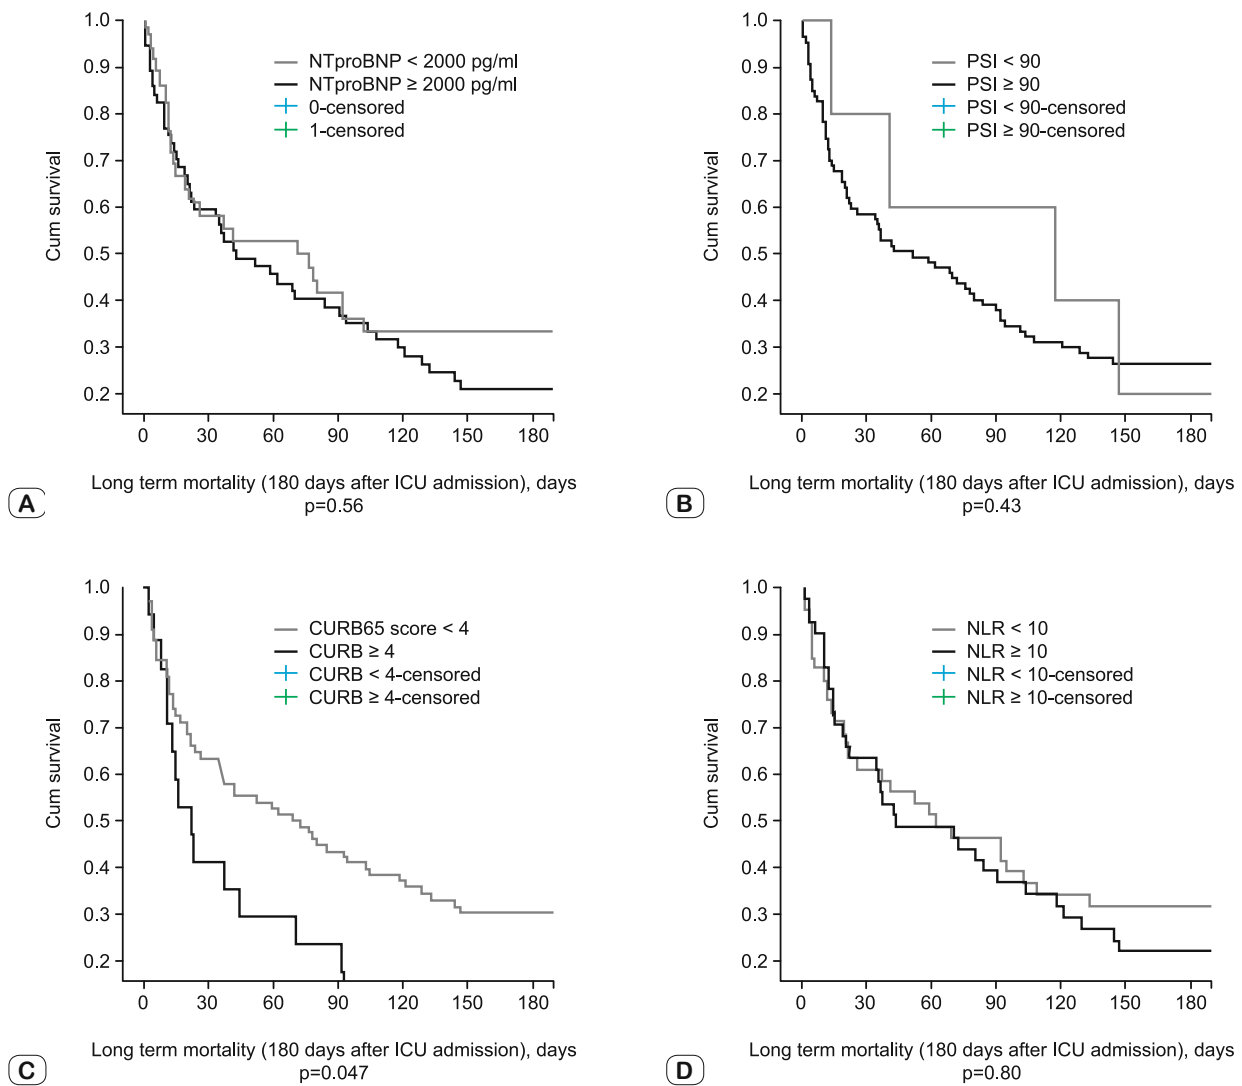 1.0
0.9
0.8
0.7
0.6
0.5
0.4
0.3
0.2
Cum survival
NTproBNP < 2000 pg/ml
NTproBNP ≥ 2000 pg/ml
0-censored
1-censored
0 30 60 90 120 150 180
Long term mortality (180 days after ICU admission), days
p=0.56
A
1.0
0.9
0.8
0.7
0.6
0.5
0.4
0.3
0.2
Cum survival
PSI < 90
PSI ≥ 90
PSI < 90-censored
PSI ≥ 90-censored
0 30 60 90 120 150 180
Long term mortality (180 days after ICU admission), days
p=0.43
B
1.0
0.9
0.8
0.7
0.6
0.5
0.4
0.3
0.2
Cum survival
CURB65 score < 4
CURB ≥ 4
CURB < 4-censored
CURB ≥ 4-censored
0 30 60 90 120 150 180
Long term mortality (180 days after ICU admission), days
p=0.047
C
1.0
0.9
0.8
0.7
0.6
0.5
0.4
0.3
0.2
Cum survival
NLR < 10
NLR ≥ 10
NLR < 10-censored
NLR ≥ 10-censored
0 30 60 90 120 150 180
Long term mortality (180 days after ICU admission), days
p=0.80
D